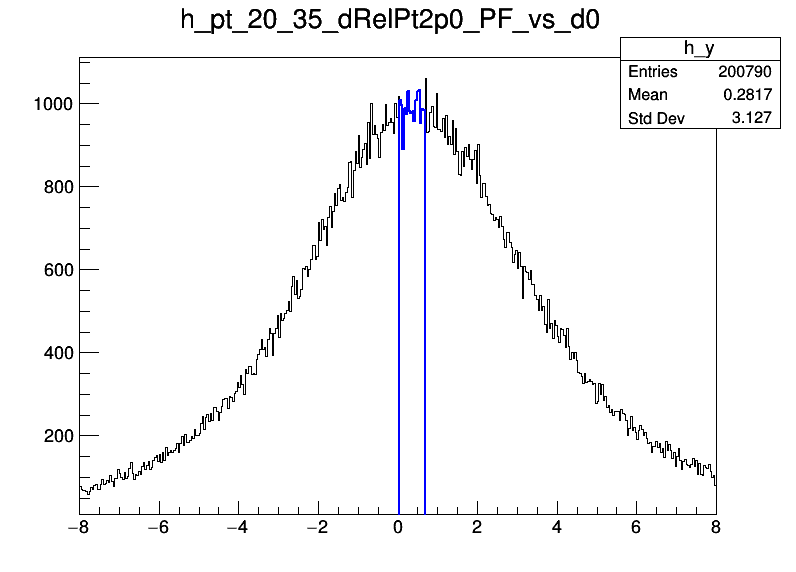 h_pt_20_35_dRelPt2p0_PF_vs_d0
h_y
Entries 200790
Mean 0.2817
Std Dev 3.127
1000
800
600
400
200
−8 −6 −4 −2 0 2 4 6 8